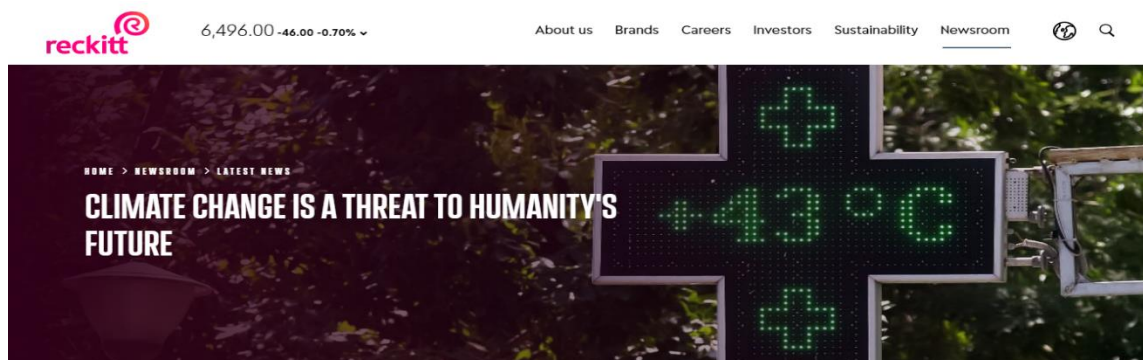 reckitt
6,496.00 -46.00 -0.70%
About us Brands Careers Investors Sustainability Newsroom
HOME > NEWSROOM > LATEST NEWS
CLIMATE CHANGE IS A THREAT TO HUMANITY'S
FUTURE
+43°C